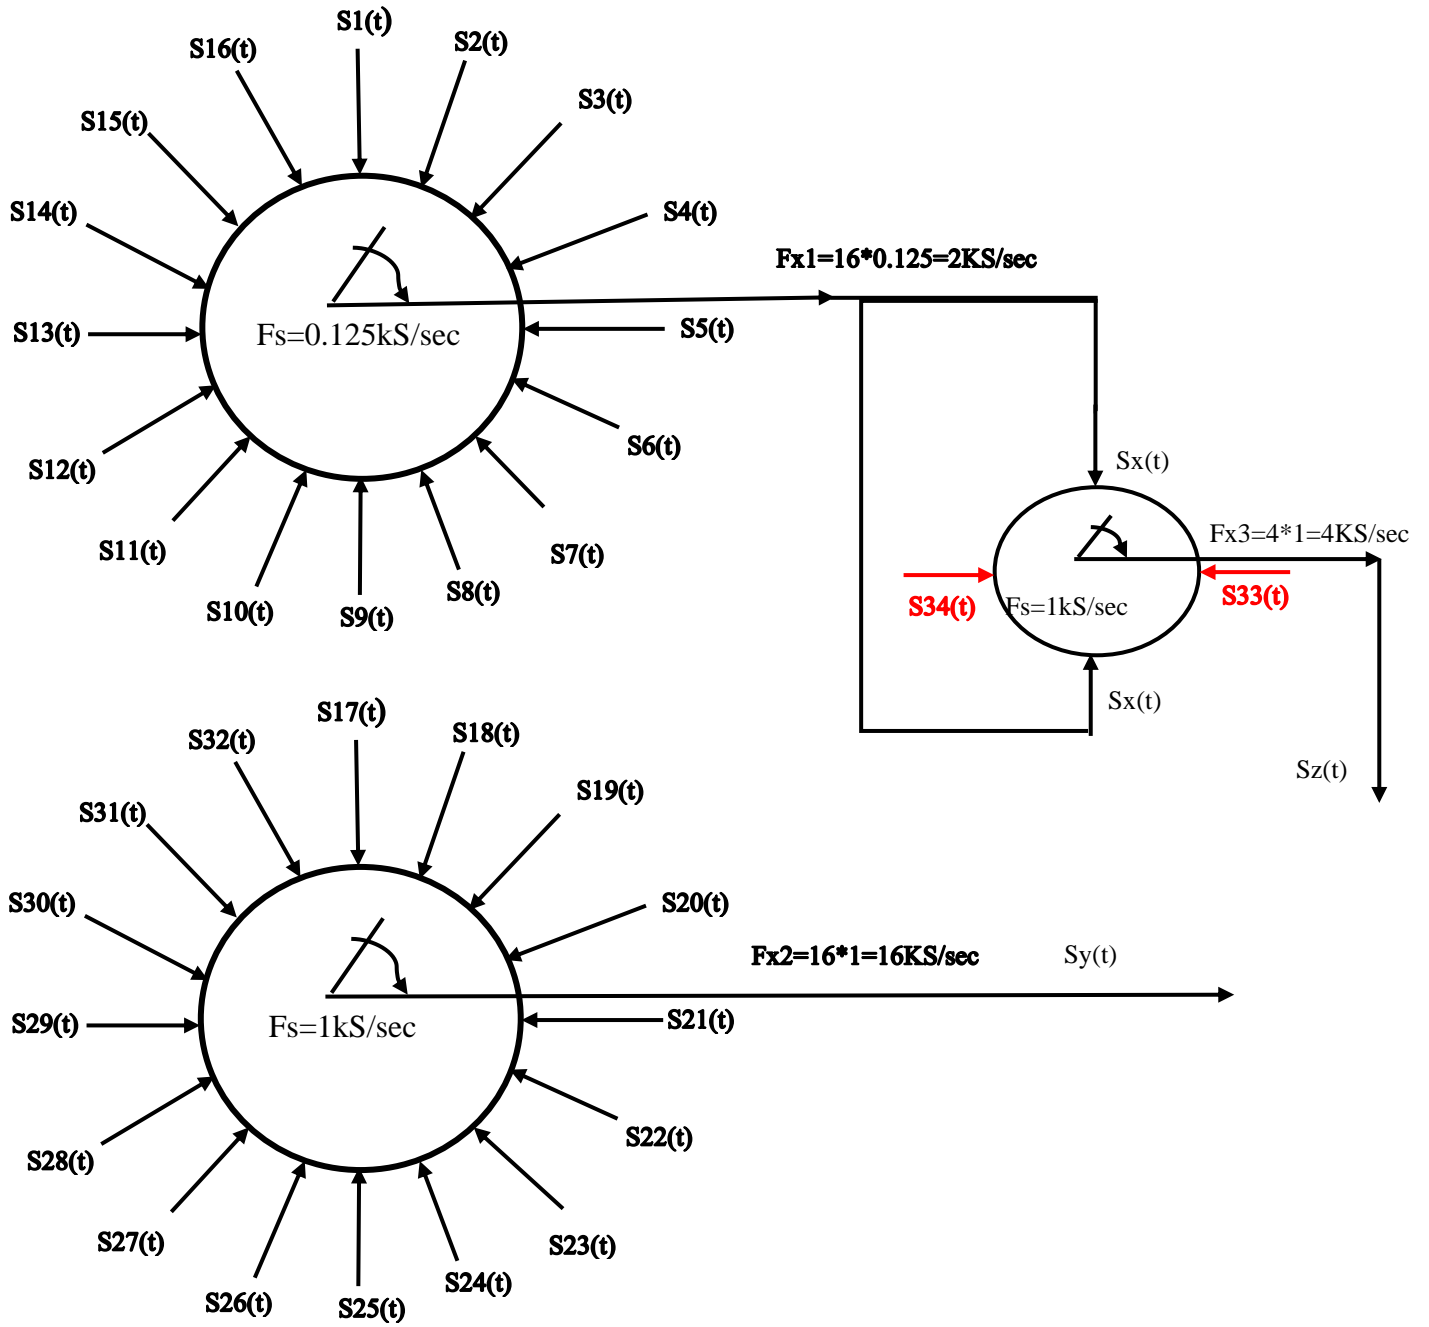 S1(t)
S2(t)
S16(t)
S3(t)
S15(t)
S14(t)
S4(t)
Fx1=16*0.125=2KS/sec
S13(t)
Fs=0.125kS/sec
S5(t)
S6(t)
S12(t)
Sx(t)
S11(t)
S7(t)
Fx3=4*1=4KS/sec
S10(t)
S8(t)
S9(t)
S34(t)
Fs=1kS/sec
S33(t)
Sx(t)
S17(t)
S18(t)
S32(t)
Sz(t)
S19(t)
S31(t)
S30(t)
S20(t)
Fx2=16*1=16KS/sec
Sy(t)
S29(t)
Fs=1kS/sec
S21(t)
S22(t)
S28(t)
S27(t)
S23(t)
S26(t)
S24(t)
S25(t)